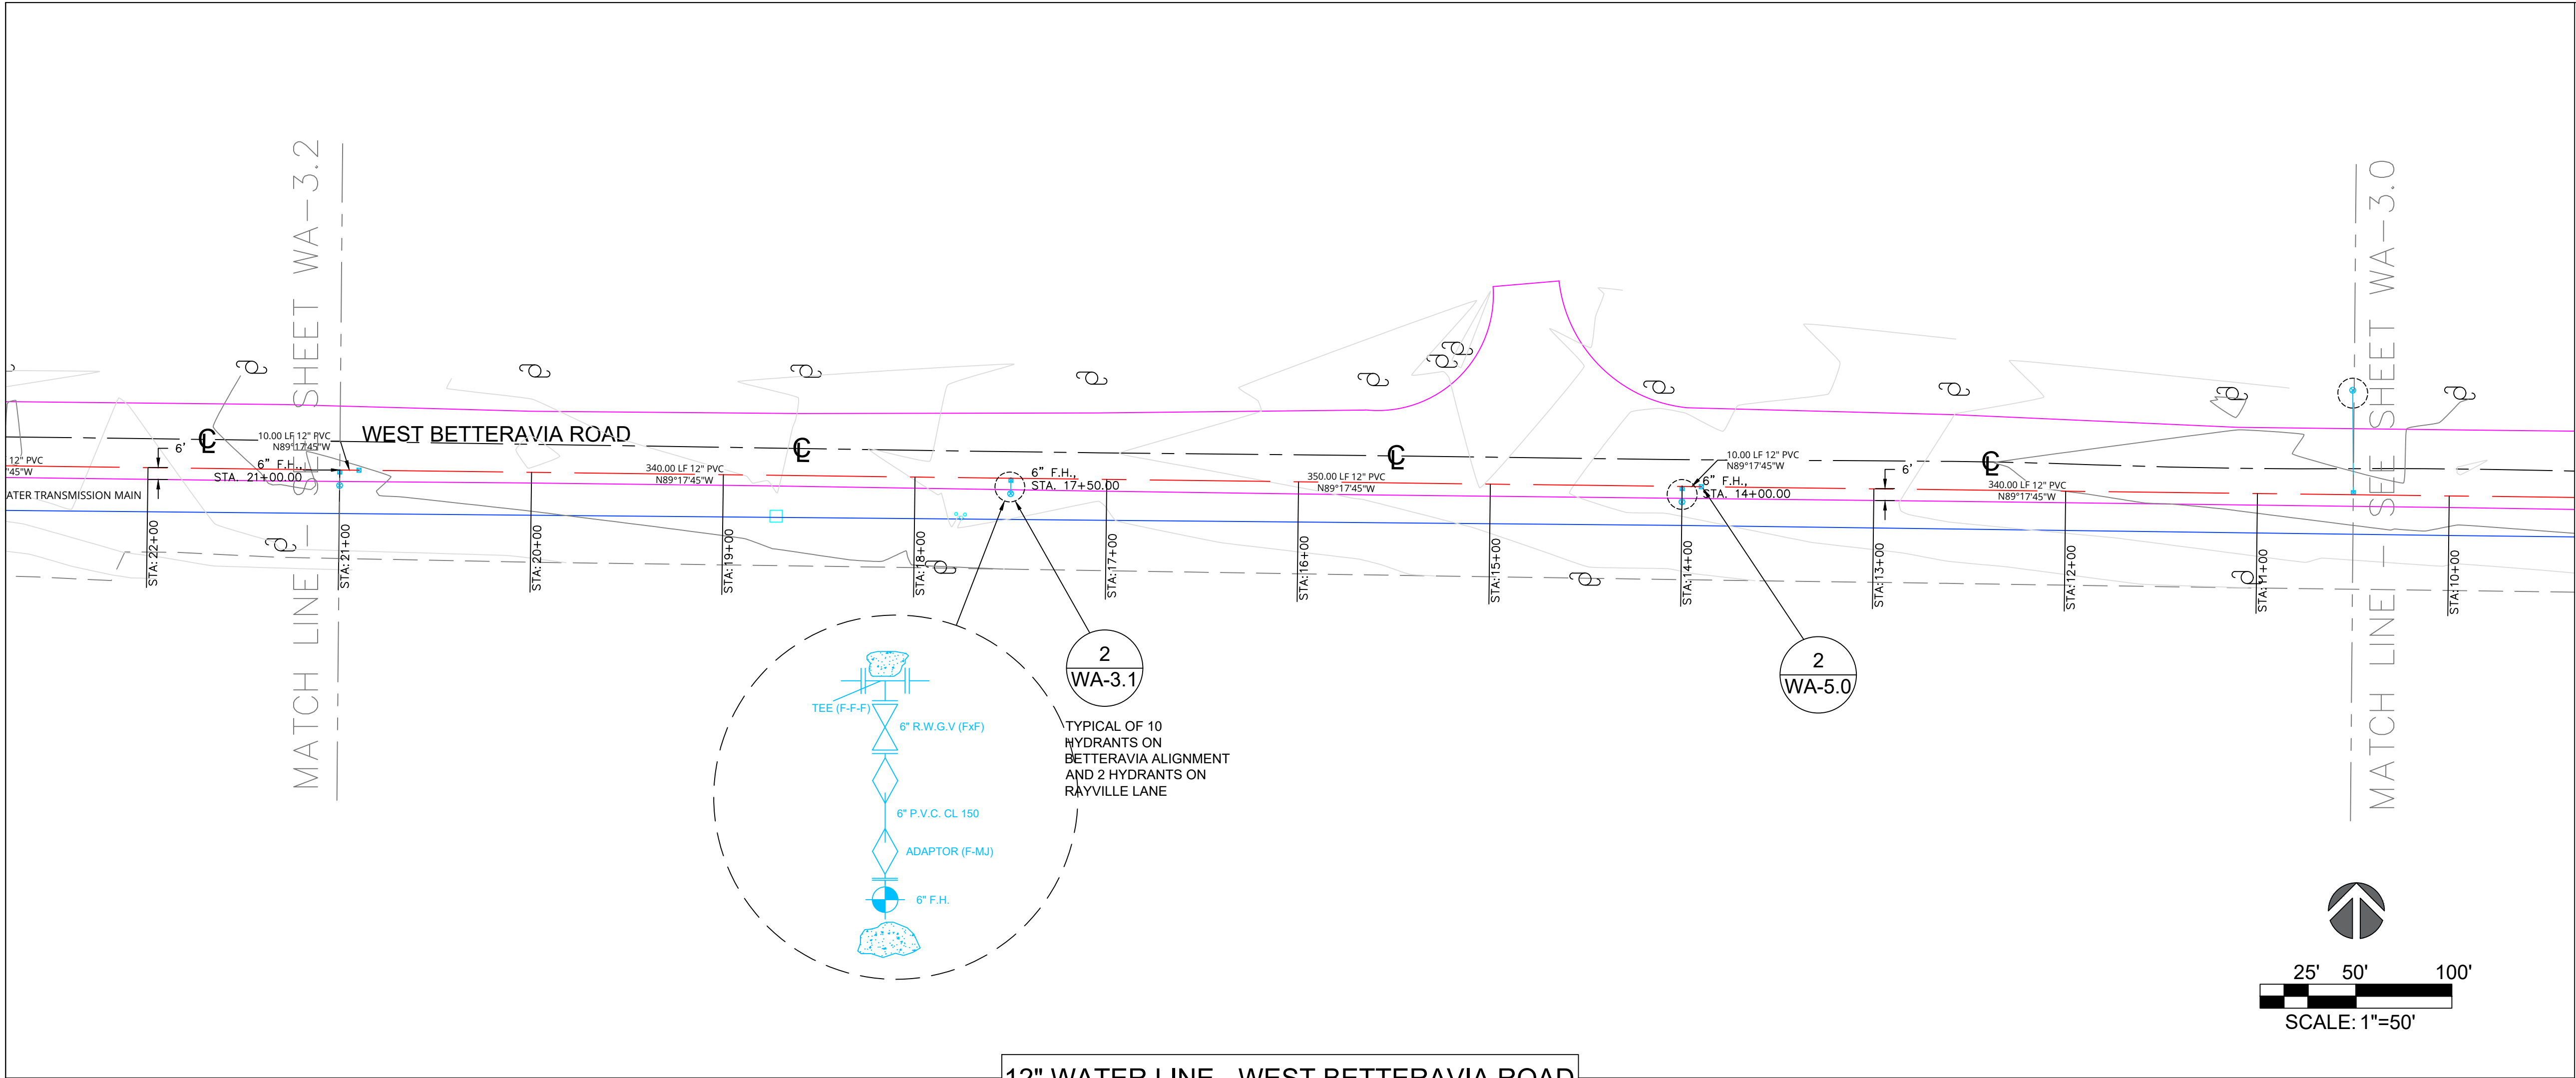 MATCH LINE – SEE SHEET WA–3.2
MATCH LINE – SEE SHEET WA–3.0
WEST BETTERAVIA ROAD
6'
10.00 LF 12" PVC
N89°17'45"W
6" F.H.,
STA. 21+00.00
12" PVC
'45"W
ATER TRANSMISSION MAIN
340.00 LF 12" PVC
N89°17'45"W
6" F.H.,
STA. 17+50.00
350.00 LF 12" PVC
N89°17'45"W
10.00 LF 12" PVC
N89°17'45"W
6" F.H.,
STA. 14+00.00
6'
340.00 LF 12" PVC
N89°17'45"W
STA:22+00
STA:21+00
STA:20+00
STA:19+00
STA:18+00
STA:17+00
STA:16+00
STA:15+00
STA:14+00
STA:13+00
STA:12+00
STA:11+00
STA:10+00
2
WA-3.1
2
WA-5.0
TYPICAL OF 10
HYDRANTS ON
BETTERAVIA ALIGNMENT
AND 2 HYDRANTS ON
RAYVILLE LANE
TEE (F-F-F)
6" R.W.G.V (FxF)
6" P.V.C. CL 150
ADAPTOR (F-MJ)
6" F.H.
25' 50' 100'
SCALE: 1"=50'
12" WATER LINE - WEST BETTERAVIA ROAD